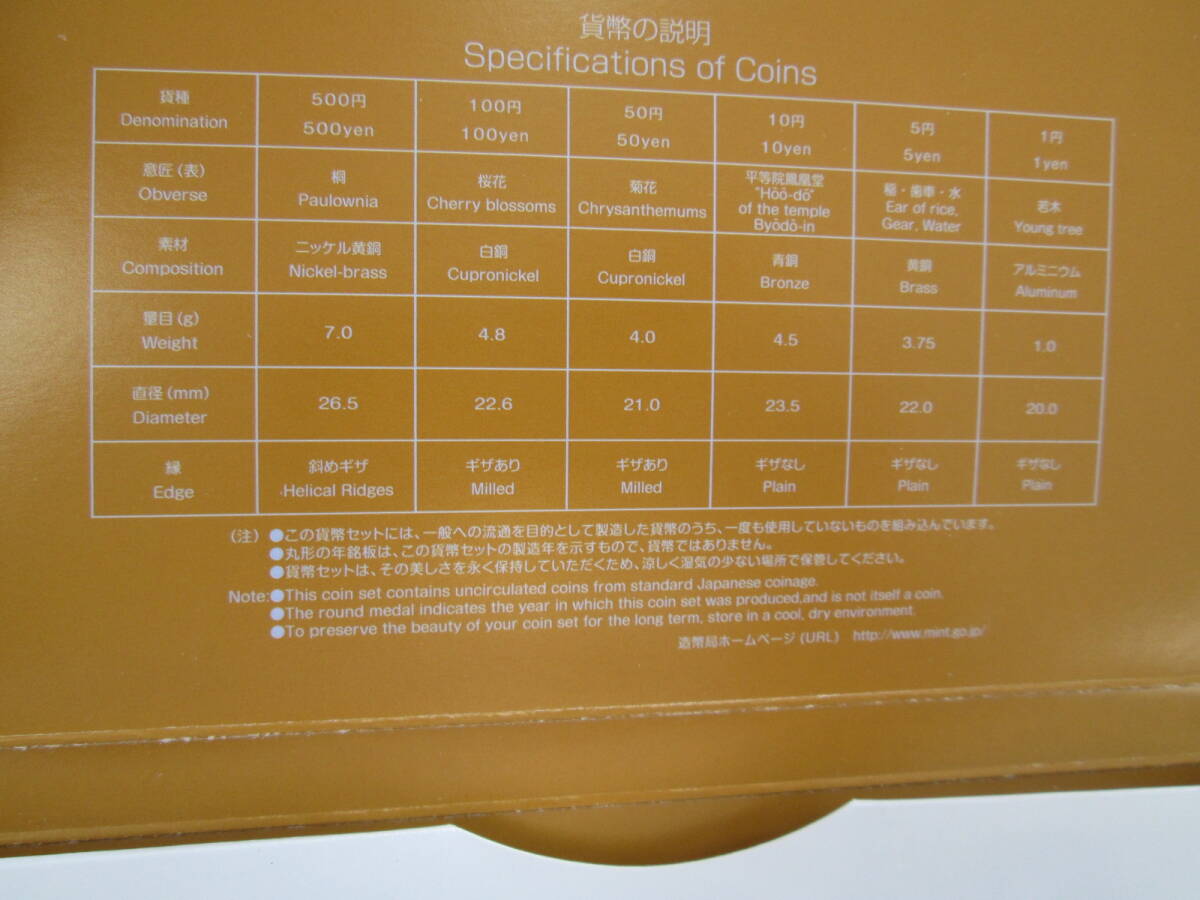 貨幣の説明
Specifications of Coins
貨種 500円 100円 50円 10円 5円 1円
Denomination 500yen 100yen 50yen 10yen 5yen 1yen
意匠(表) 桐 桜花 菊花 平等院鳳凰堂 稲・歯車・水 若木
Obverse Paulownia Cherry blossoms Chrysanthemums "Hōō-dō" Ear of rice, Young tree
of the temple Gear, Water
Byōdō-in
素材 ニッケル黄銅 白銅 白銅 青銅 黄銅 アルミニウム
Composition Nickel-brass Cupronickel Cupronickel Bronze Brass Aluminum
量目(g) 7.0 4.8 4.0 4.5 3.75 1.0
Weight
直径(mm) 26.5 22.6 21.0 23.5 22.0 20.0
Diameter
縁 斜めギザ ギザあり ギザあり ギザなし ギザなし ギザなし
Edge Helical Ridges Milled Milled Plain Plain Plain
(注) ●この貨幣セットには、一般への流通を目的として製造した貨幣のうち、一度も使用していないものを組み込んでいます。
●丸形の年銘板は、この貨幣セットの製造年を示すもので、貨幣ではありません。
●貨幣セットは、その美しさを永く保持していただくため、涼しく湿気の少ない場所で保管してください。
Note:●This coin set contains uncirculated coins from standard Japanese coinage.
●The round medal indicates the year in which this coin set was produced,and is not itself a coin.
●To preserve the beauty of your coin set for the long term, store in a cool, dry environment.
造幣局ホームページ(URL) http://www.mint.go.jp/